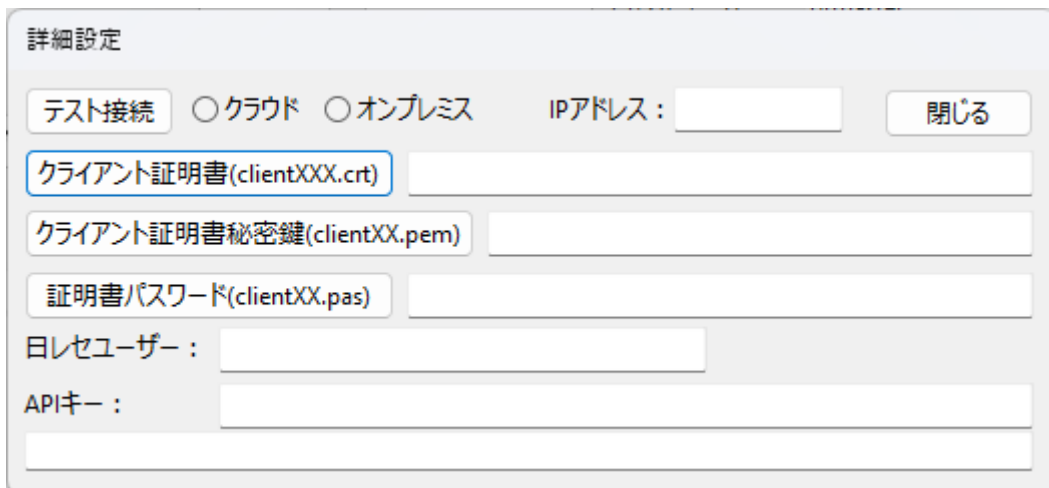 詳細設定
テスト接続 クラウド オンプレミス IPアドレス： 閉じる
クライアント証明書(clientXXX.crt)
クライアント証明書秘密鍵(clientXX.pem)
証明書パスワード(clientXX.pas)
日レセユーザー：
APIキー：